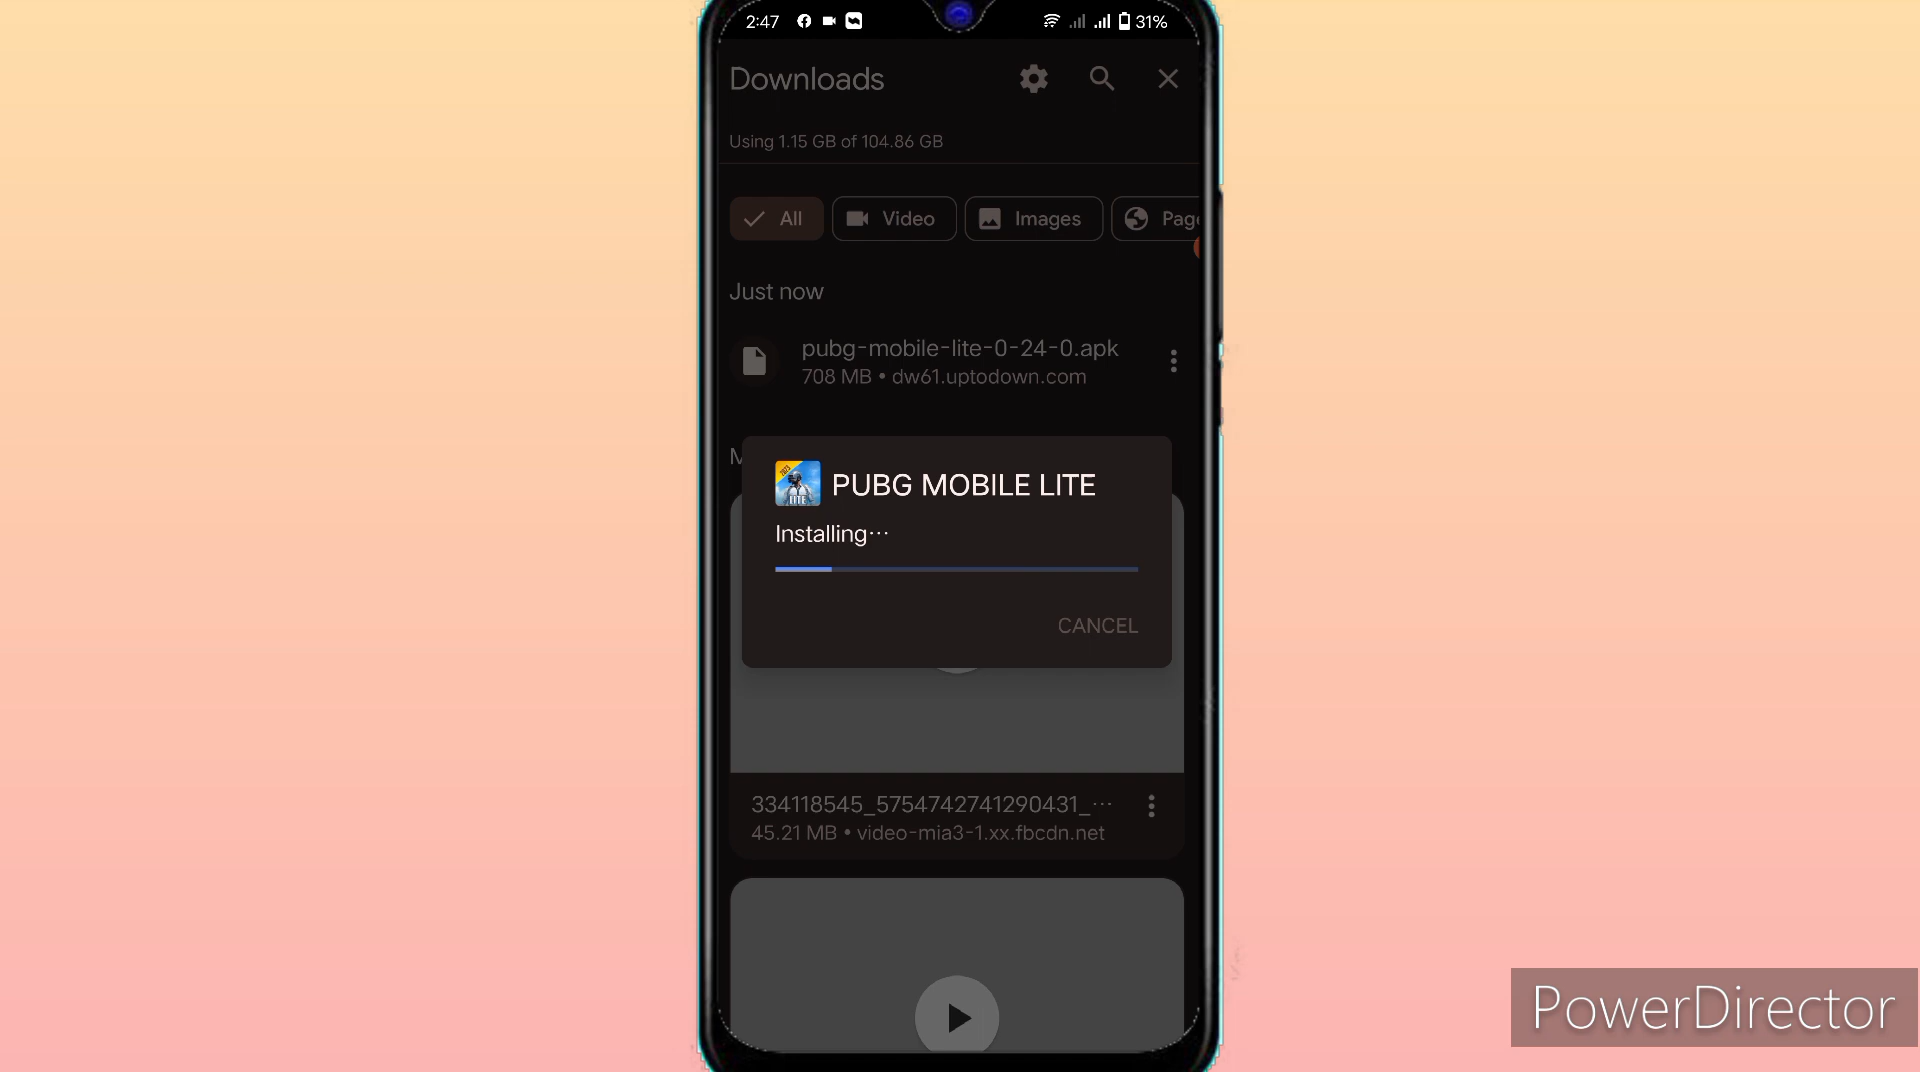 2:47
31%
Downloads
Using 1.15 GB of 104.86 GB
All
Video
Images
Page
Just now
pubg-mobile-lite-0-24-0.apk
708 MB • dw61.uptodown.com
M
LITE
PUBG MOBILE LITE
Installing…
CANCEL
334118545_5754742741290431_…
45.21 MB • video-mia3-1.xx.fbcdn.net
PowerDirector